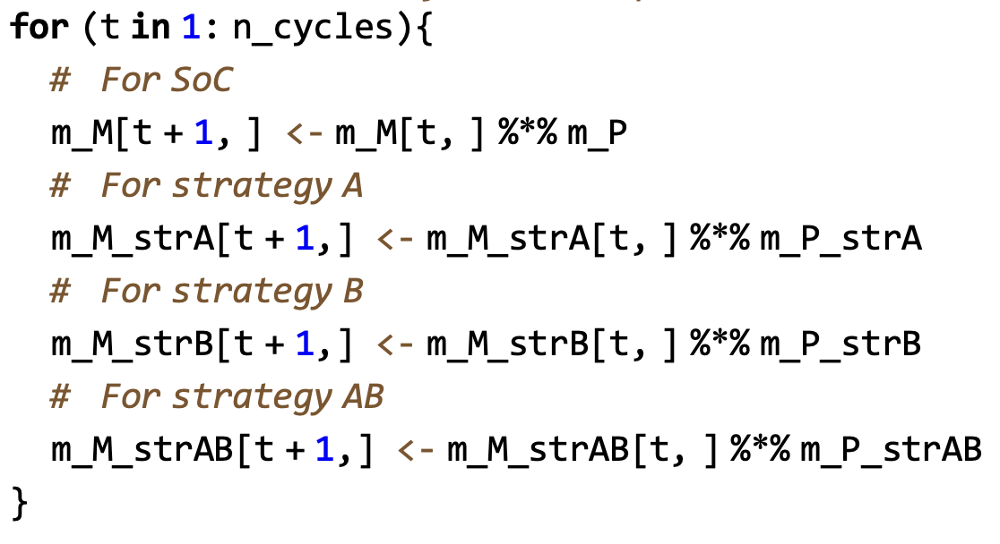 for (t in 1: n_cycles){
# For SoC
m_M[t + 1, ] <- m_M[t, ] %*% m_P
# For strategy A
m_M_strA[t + 1,] <- m_M_strA[t, ] %*% m_P_strA
# For strategy B
m_M_strB[t + 1,] <- m_M_strB[t, ] %*% m_P_strB
# For strategy AB
m_M_strAB[t + 1,] <- m_M_strAB[t, ] %*% m_P_strAB
}